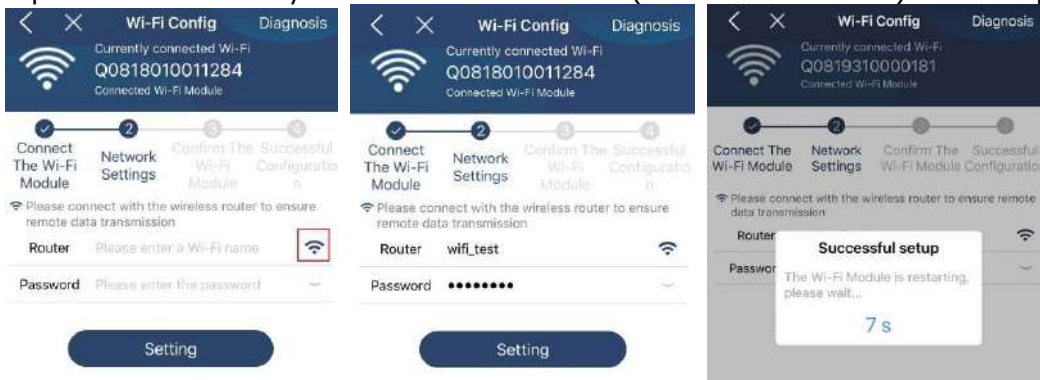 Wi-Fi Config Diagnosis
Currently connected Wi-Fi
Q0818010011284
Connected Wi-Fi Module
2
Connect The Wi-Fi Module
Network Settings
Confirm The Wi-Fi Module
Successful Configuration
Please connect with the wireless router to ensure
remote data transmission
Router Please enter a Wi-Fi name
Password Please enter the password
Setting
Wi-Fi Config Diagnosis
Currently connected Wi-Fi
Q0818010011284
Connected Wi-Fi Module
2
Connect The Wi-Fi Module
Network Settings
Confirm The Wi-Fi Module
Successful Configuration
Please connect with the wireless router to ensure
remote data transmission
Router wifi_test
Password ••••••••
Setting
Wi-Fi Config Diagnosis
Currently connected Wi-Fi
Q0819310000181
Connected Wi-Fi Module
2
Connect The Wi-Fi Module
Network Settings
Confirm The Wi-Fi Module
Successful Configuratio
Please connect with the wireless router to ensure remote
data transmission
Router
Passwor
Successful setup
The Wi-Fi Module is restarting,
please wait...
7 s